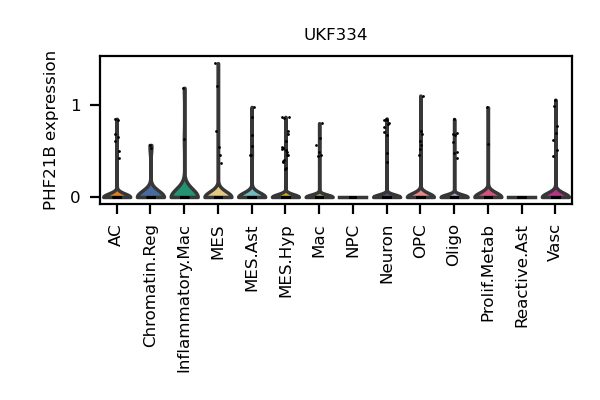 UKF334
PHF21B expression
1
0
AC
Chromatin.Reg
Inflammatory.Mac
MES
MES.Ast
MES.Hyp
Mac
NPC
Neuron
OPC
Oligo
Prolif.Metab
Reactive.Ast
Vasc